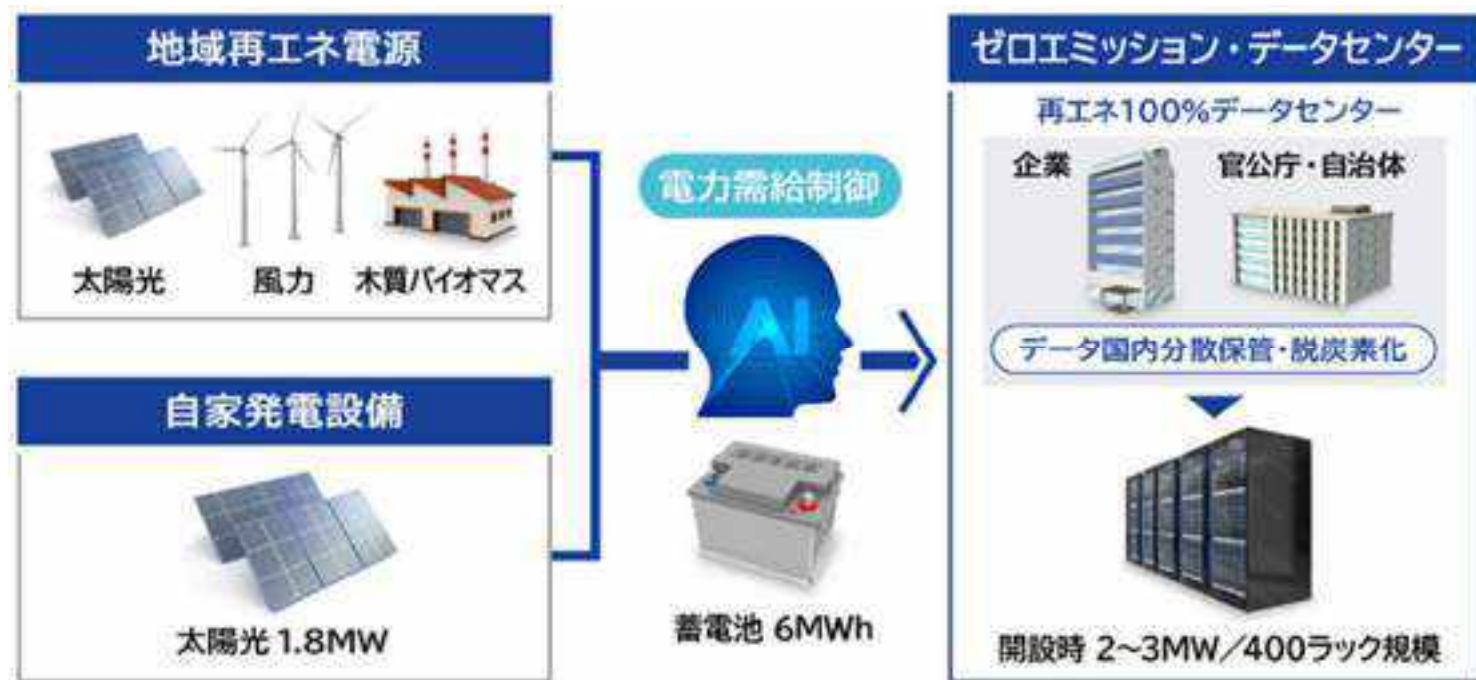 地域再エネ電源
太陽光
風力
木質バイオマス
自家発電設備
太陽光 1.8MW
電力需給制御
AI
蓄電池 6MWh
ゼロエミッション・データセンター
再エネ100%データセンター
企業
官公庁・自治体
データ国内分散保管・脱炭素化
開設時 2~3MW/400ラック規模